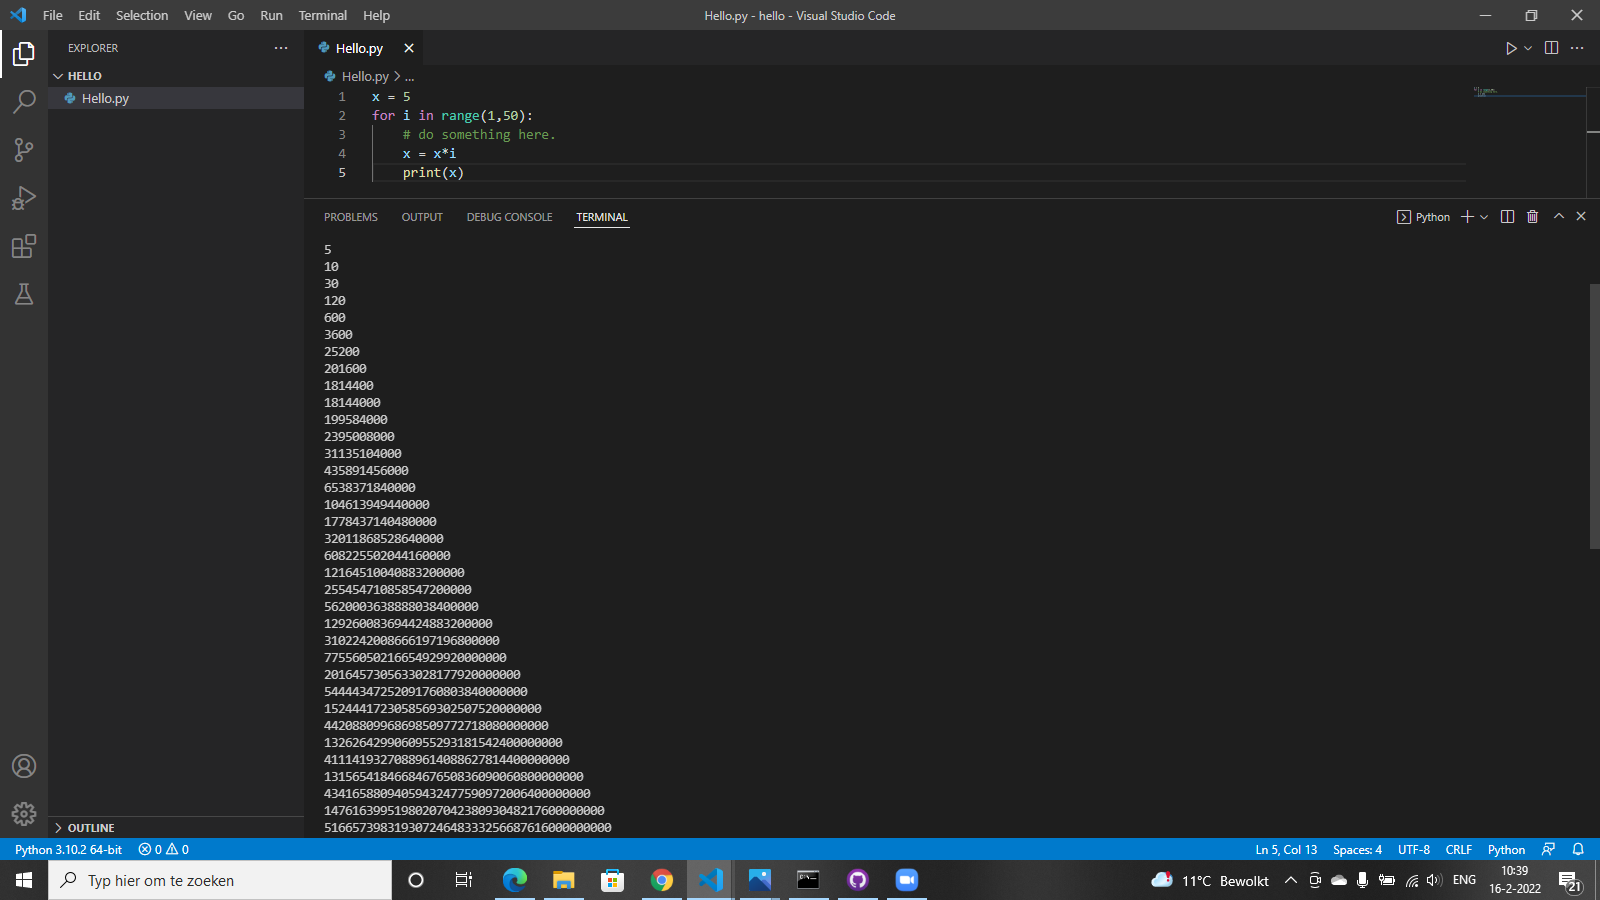 File Edit Selection View Go Run Terminal Help
Hello.py - hello - Visual Studio Code
EXPLORER
HELLO
Hello.py
OUTLINE
Hello.py
Hello.py > ...
1 x = 5
2 for i in range(1,50):
3 # do something here.
4 x = x*i
5 print(x)
PROBLEMS OUTPUT DEBUG CONSOLE TERMINAL
Python
5
10
30
120
600
3600
25200
201600
1814400
18144000
199584000
2395008000
31135104000
435891456000
6538371840000
104613949440000
1778437140480000
32011868528640000
608225502044160000
12164510040883200000
255454710858547200000
5620003638888038400000
129260083694424883200000
3102242008666197196800000
77556050216654929920000000
2016457305633028177920000000
54444347252091760803840000000
1524441723058569302507520000000
44208809968698509772718080000000
1326264299060955293181542400000000
41114193270889614088627814400000000
1315654184668467650836090060800000000
43416588094059432477590972006400000000
1476163995198020704238093048217600000000
51665739831930724648333256687616000000000
Python 3.10.2 64-bit 0 0
Ln 5, Col 13 Spaces: 4 UTF-8 CRLF Python
Typ hier om te zoeken
11°C Bewolkt
ENG
10:39
16-2-2022
21